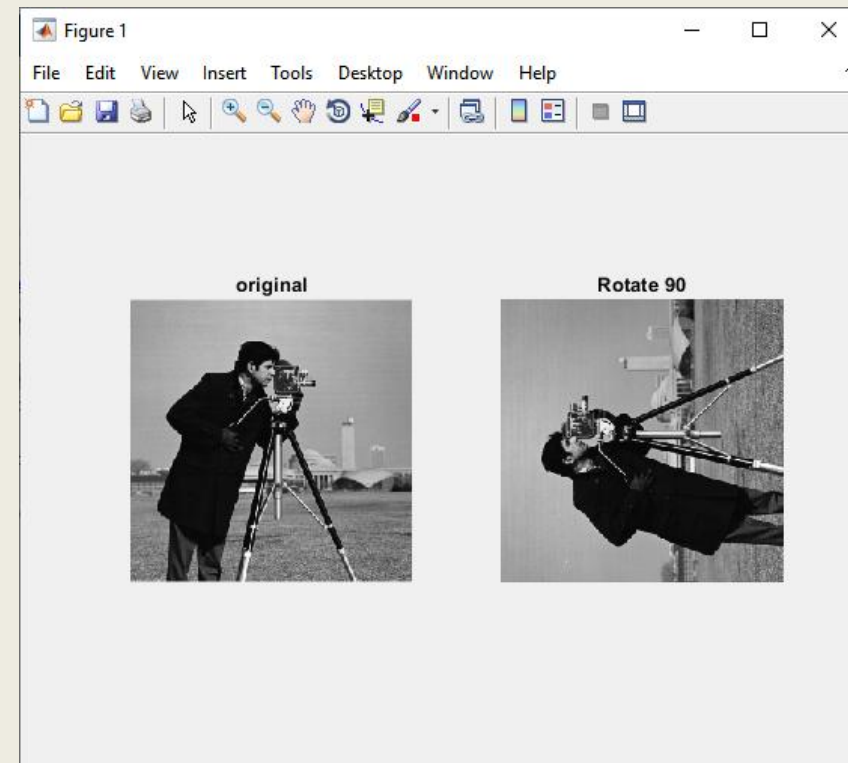 Figure 1
File Edit View Insert Tools Desktop Window Help
original
Rotate 90